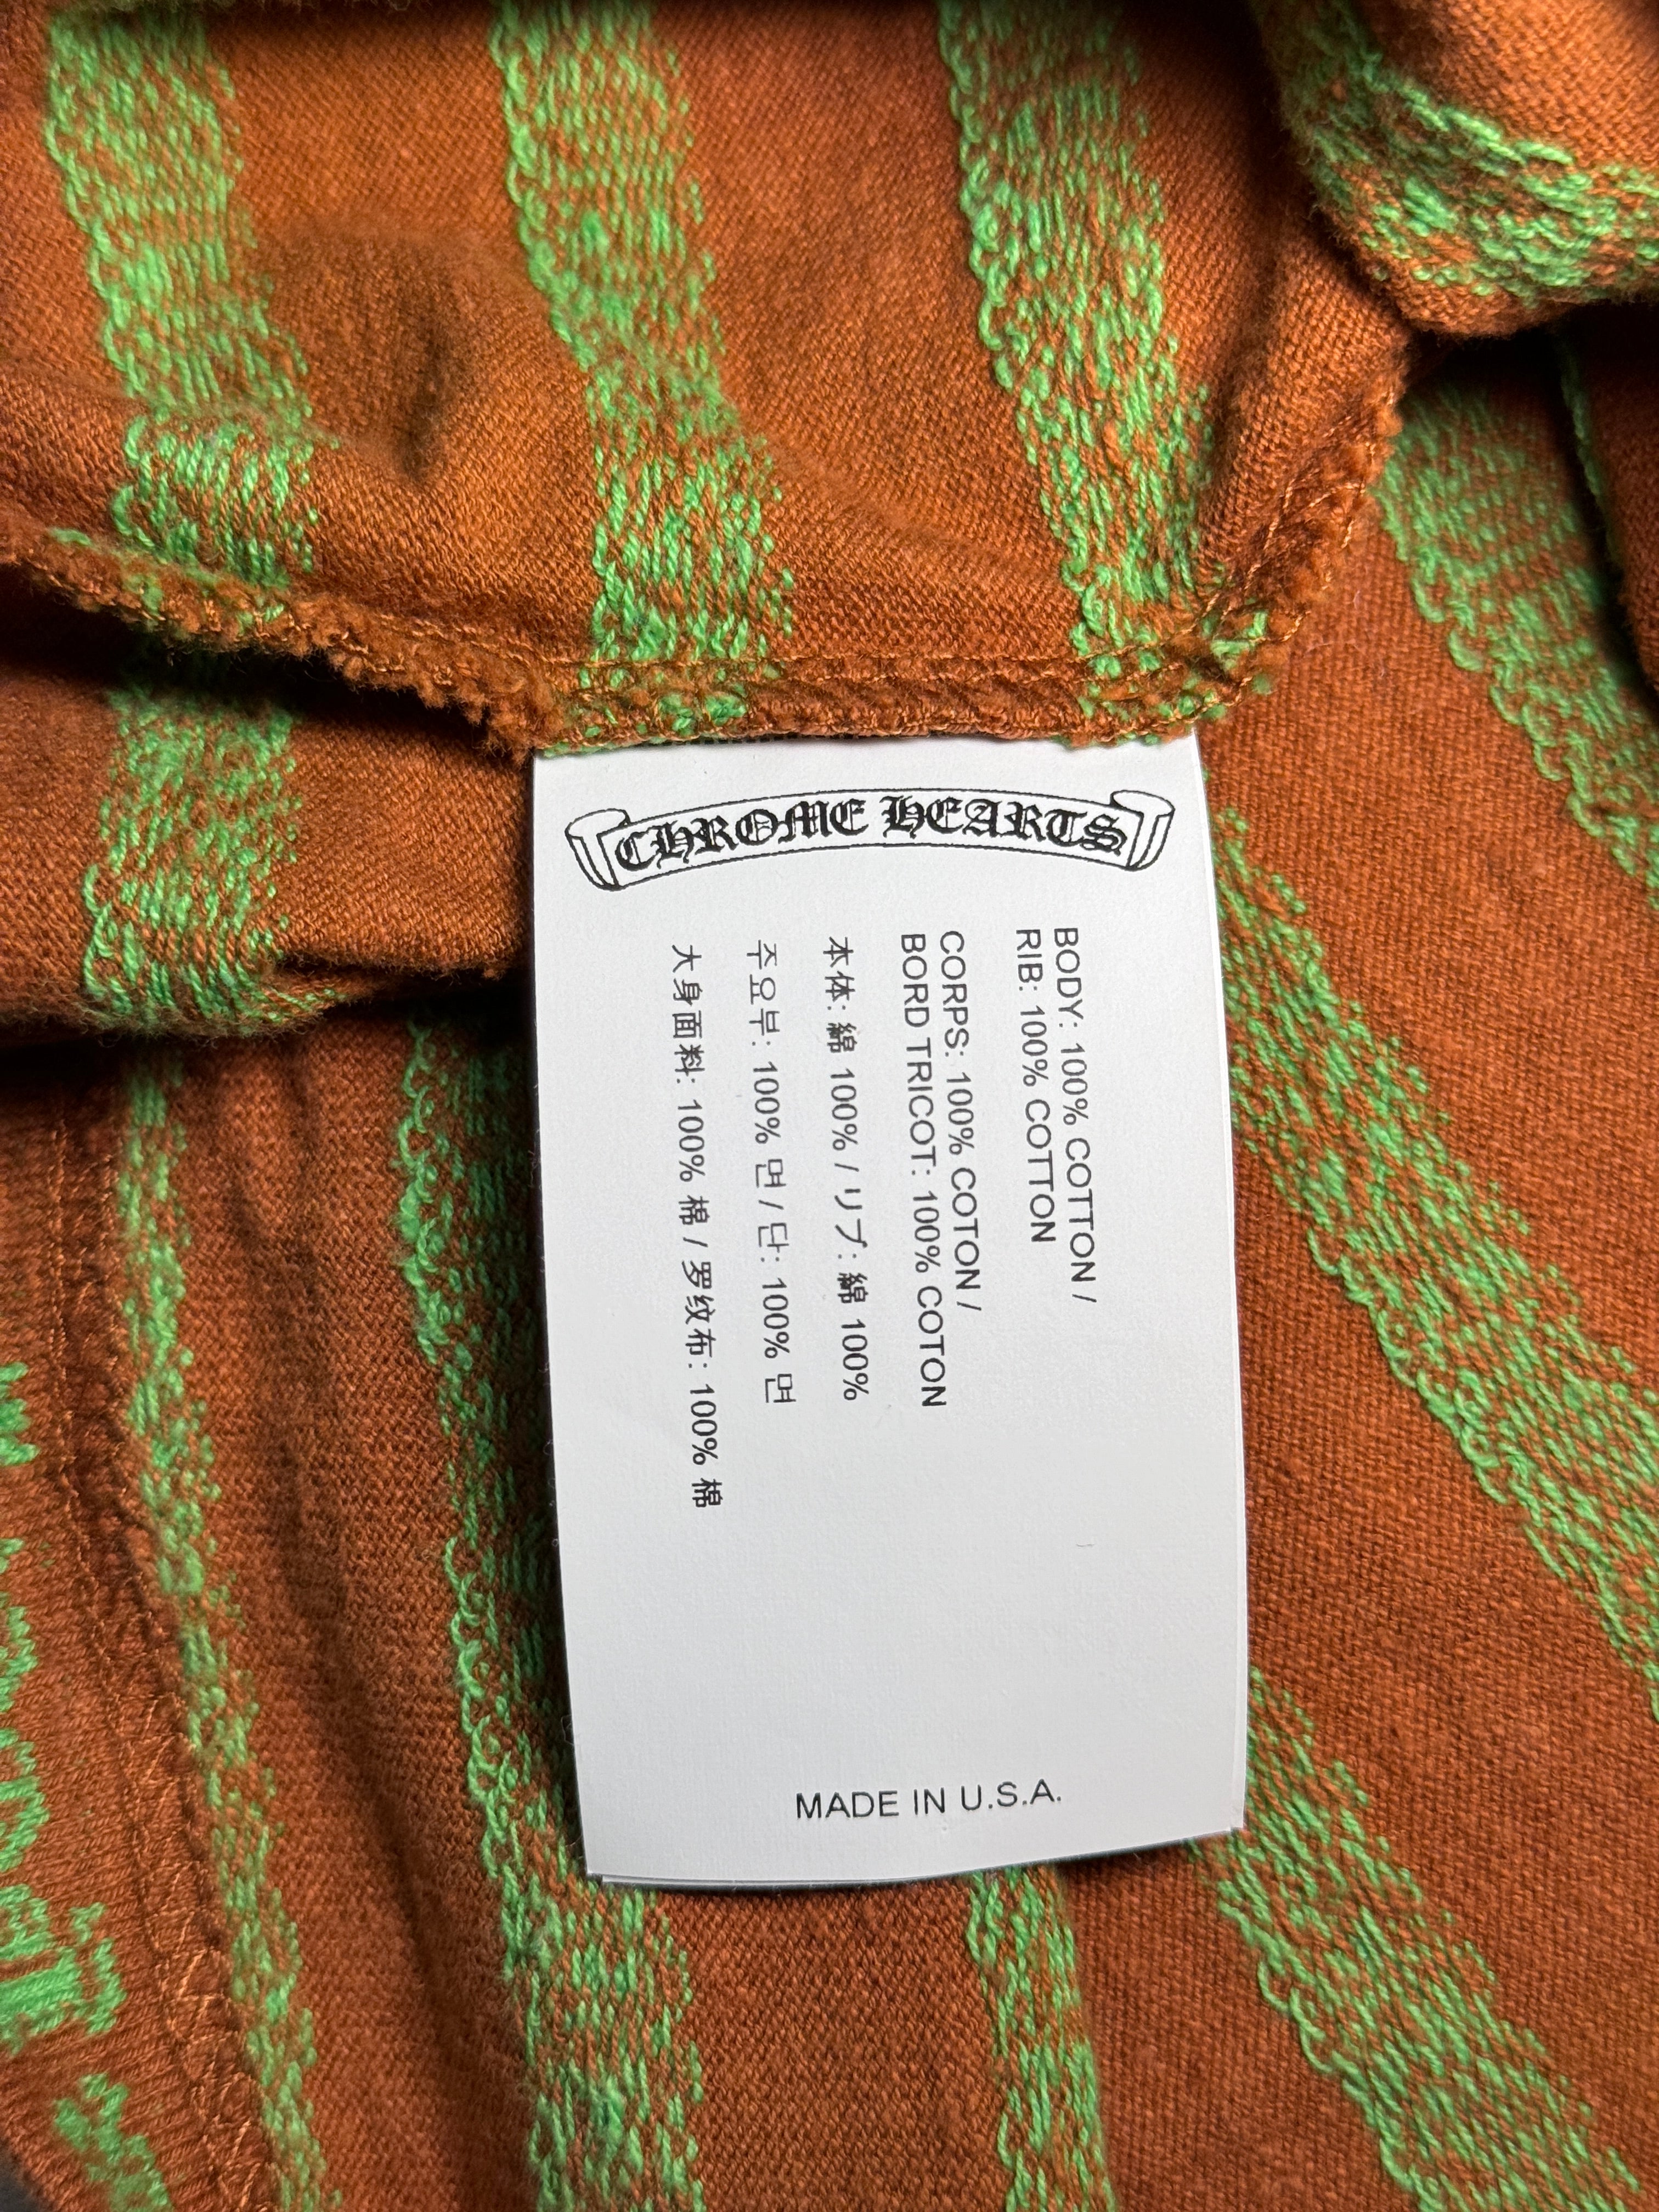 CHROME HEARTS
BODY: 100% COTTON /
RIB: 100% COTTON
CORPS: 100% COTON /
BORD TRICOT: 100% COTON
本体: 綿 100% / リブ: 綿 100%
주요부: 100% 면 / 단: 100% 면
大身面料: 100% 棉 / 罗纹布: 100% 棉
MADE IN U.S.A.